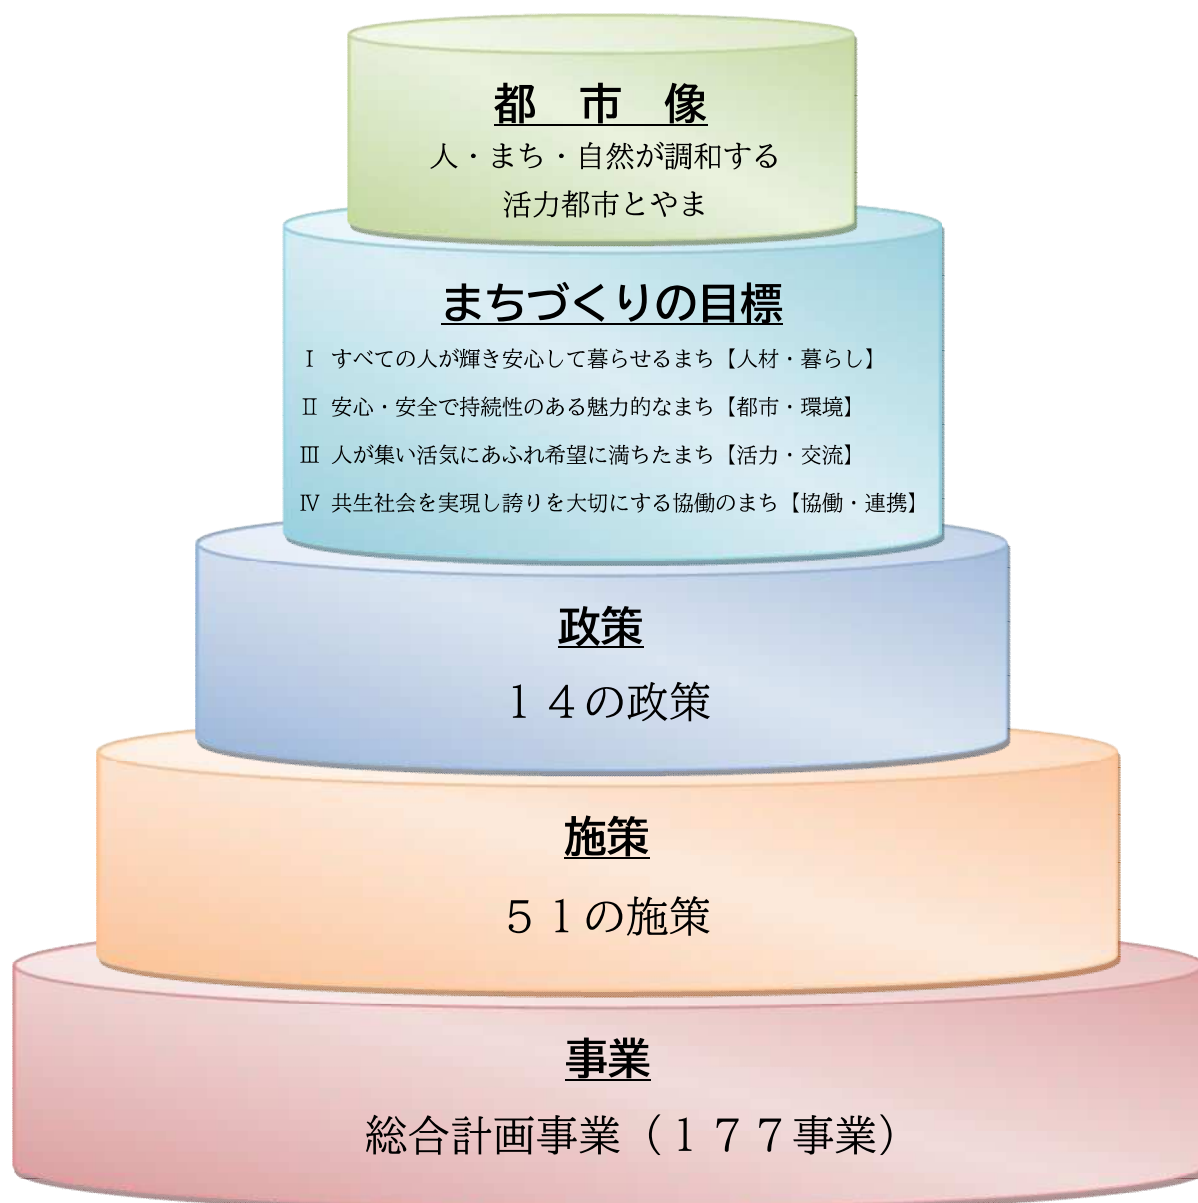 都　市　像
人・まち・自然が調和する
活力都市とやま
まちづくりの目標
Ⅰ すべての人が輝き安心して暮らせるまち【人材・暮らし】
Ⅱ 安心・安全で持続性のある魅力的なまち【都市・環境】
Ⅲ 人が集い活気にあふれ希望に満ちたまち【活力・交流】
Ⅳ 共生社会を実現し誇りを大切にする協働のまち【協働・連携】
政策
１４の政策
施策
５１の施策
事業
総合計画事業（１７７事業）